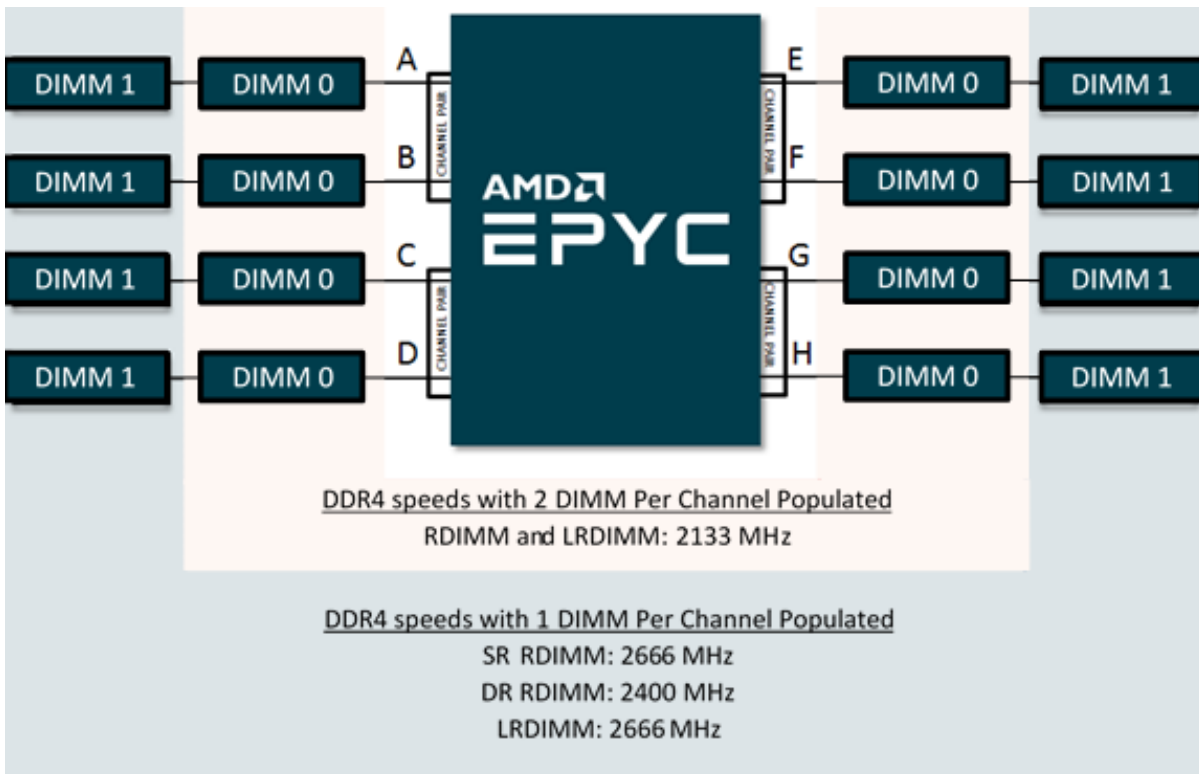 A
E
DIMM 1
DIMM 0
DIMM 0
DIMM 1
CHANNEL PAIR
CHANNEL PAIR
B
F
DIMM 1
DIMM 0
DIMM 0
DIMM 1
AMD
EPYC
C
G
DIMM 1
DIMM 0
DIMM 0
DIMM 1
CHANNEL PAIR
CHANNEL PAIR
D
H
DIMM 1
DIMM 0
DIMM 0
DIMM 1
DDR4 speeds with 2 DIMM Per Channel Populated
RDIMM and LRDIMM: 2133 MHz
DDR4 speeds with 1 DIMM Per Channel Populated
SR RDIMM: 2666 MHz
DR RDIMM: 2400 MHz
LRDIMM: 2666 MHz